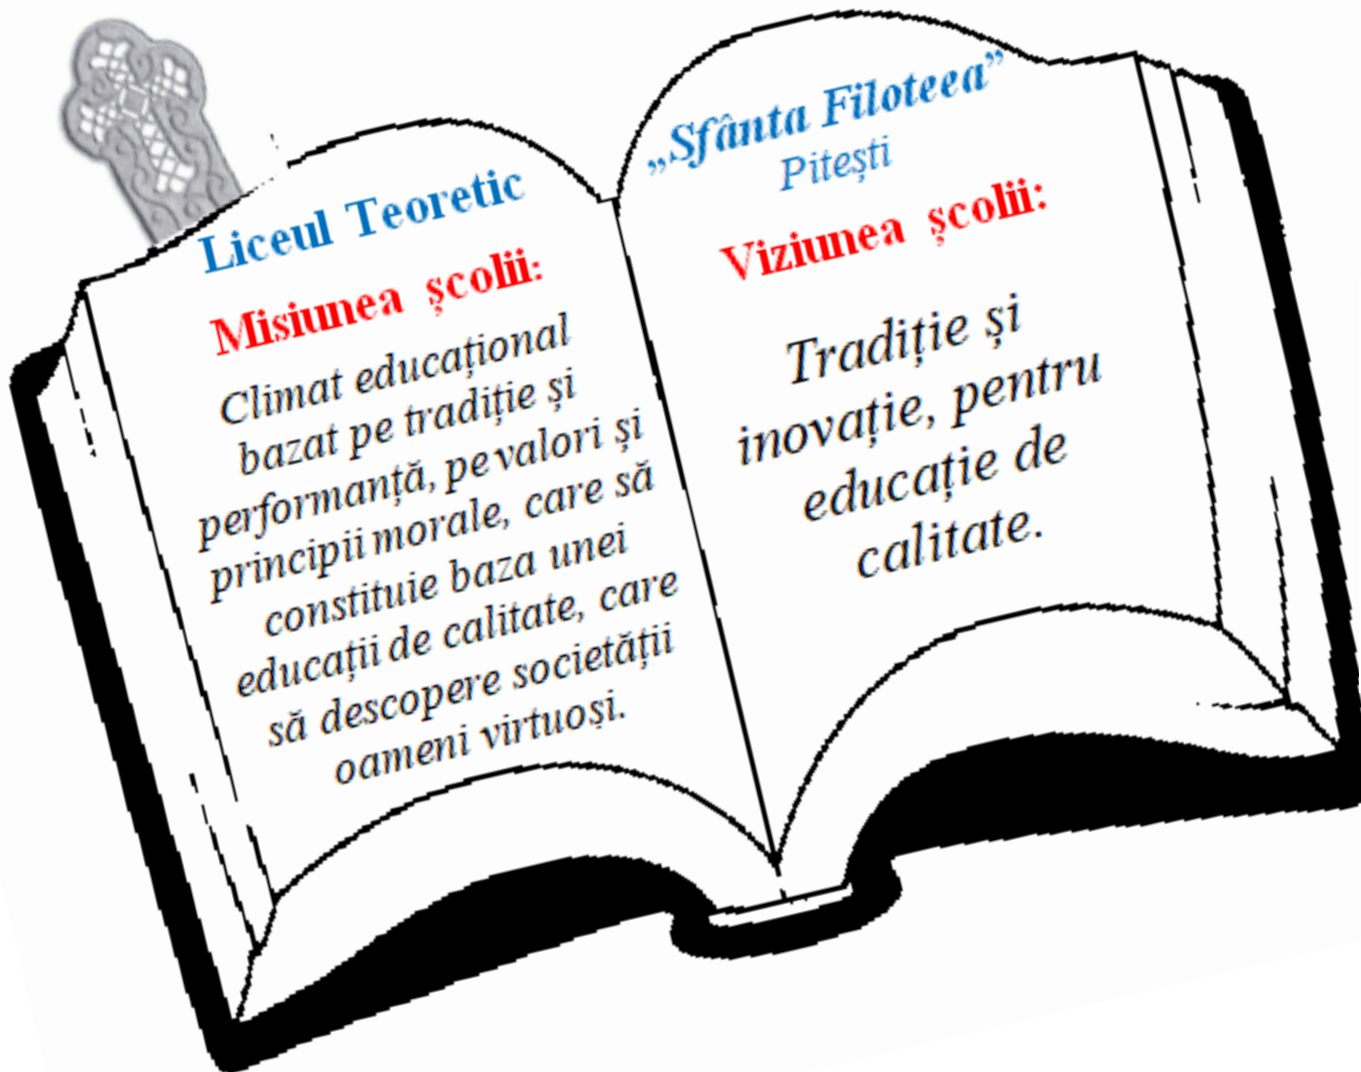 Liceul Teoretic
Misiunea școlii:
Climat educațional
bazat pe tradiție și
performanță, pe valori și
principii morale, care să
constituie baza unei
educații de calitate, care
să descopere societății
oameni virtuoși.
„Sfânta Filoteea”
Pitești
Viziunea școlii:
Tradiție și
inovație, pentru
educație de
calitate.